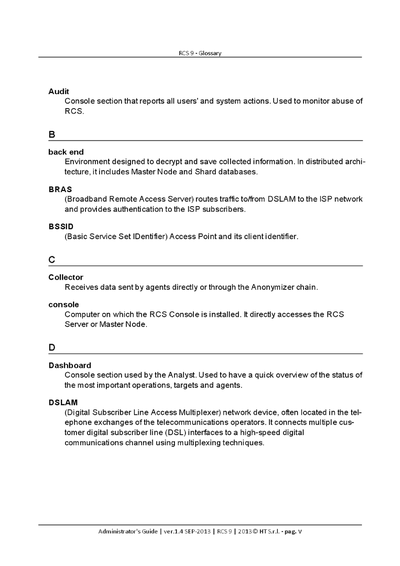 RCS 9 - Glossary
Audit
Console section that reports all users' and system actions. Used to monitor abuse of
RCS.
B
back end
Environment designed to decrypt and save collected information. In distributed archi-
tecture, it includes Master Node and Shard databases.
BRAS
(Broadband Remote Access Server) routes traffic to/from DSLAM to the ISP network
and provides authentication to the ISP subscribers.
BSSID
(Basic Service Set IDentifier) Access Point and its client identifier.
C
Collector
Receives data sent by agents directly or through the Anonymizer chain.
console
Computer on which the RCS Console is installed. It directly accesses the RCS
Server or Master Node.
D
Dashboard
Console section used by the Analyst. Used to have a quick overview of the status of
the most important operations, targets and agents.
DSLAM
(Digital Subscriber Line Access Multiplexer) network device, often located in the tel-
ephone exchanges of the telecommunications operators. It connects multiple cus-
tomer digital subscriber line (DSL) interfaces to a high-speed digital
communications channel using multiplexing techniques.
Administrator's Guide | ver.1.4 SEP-2013 | RCS 9 | 2013 © HT S.r.l. - pag. V